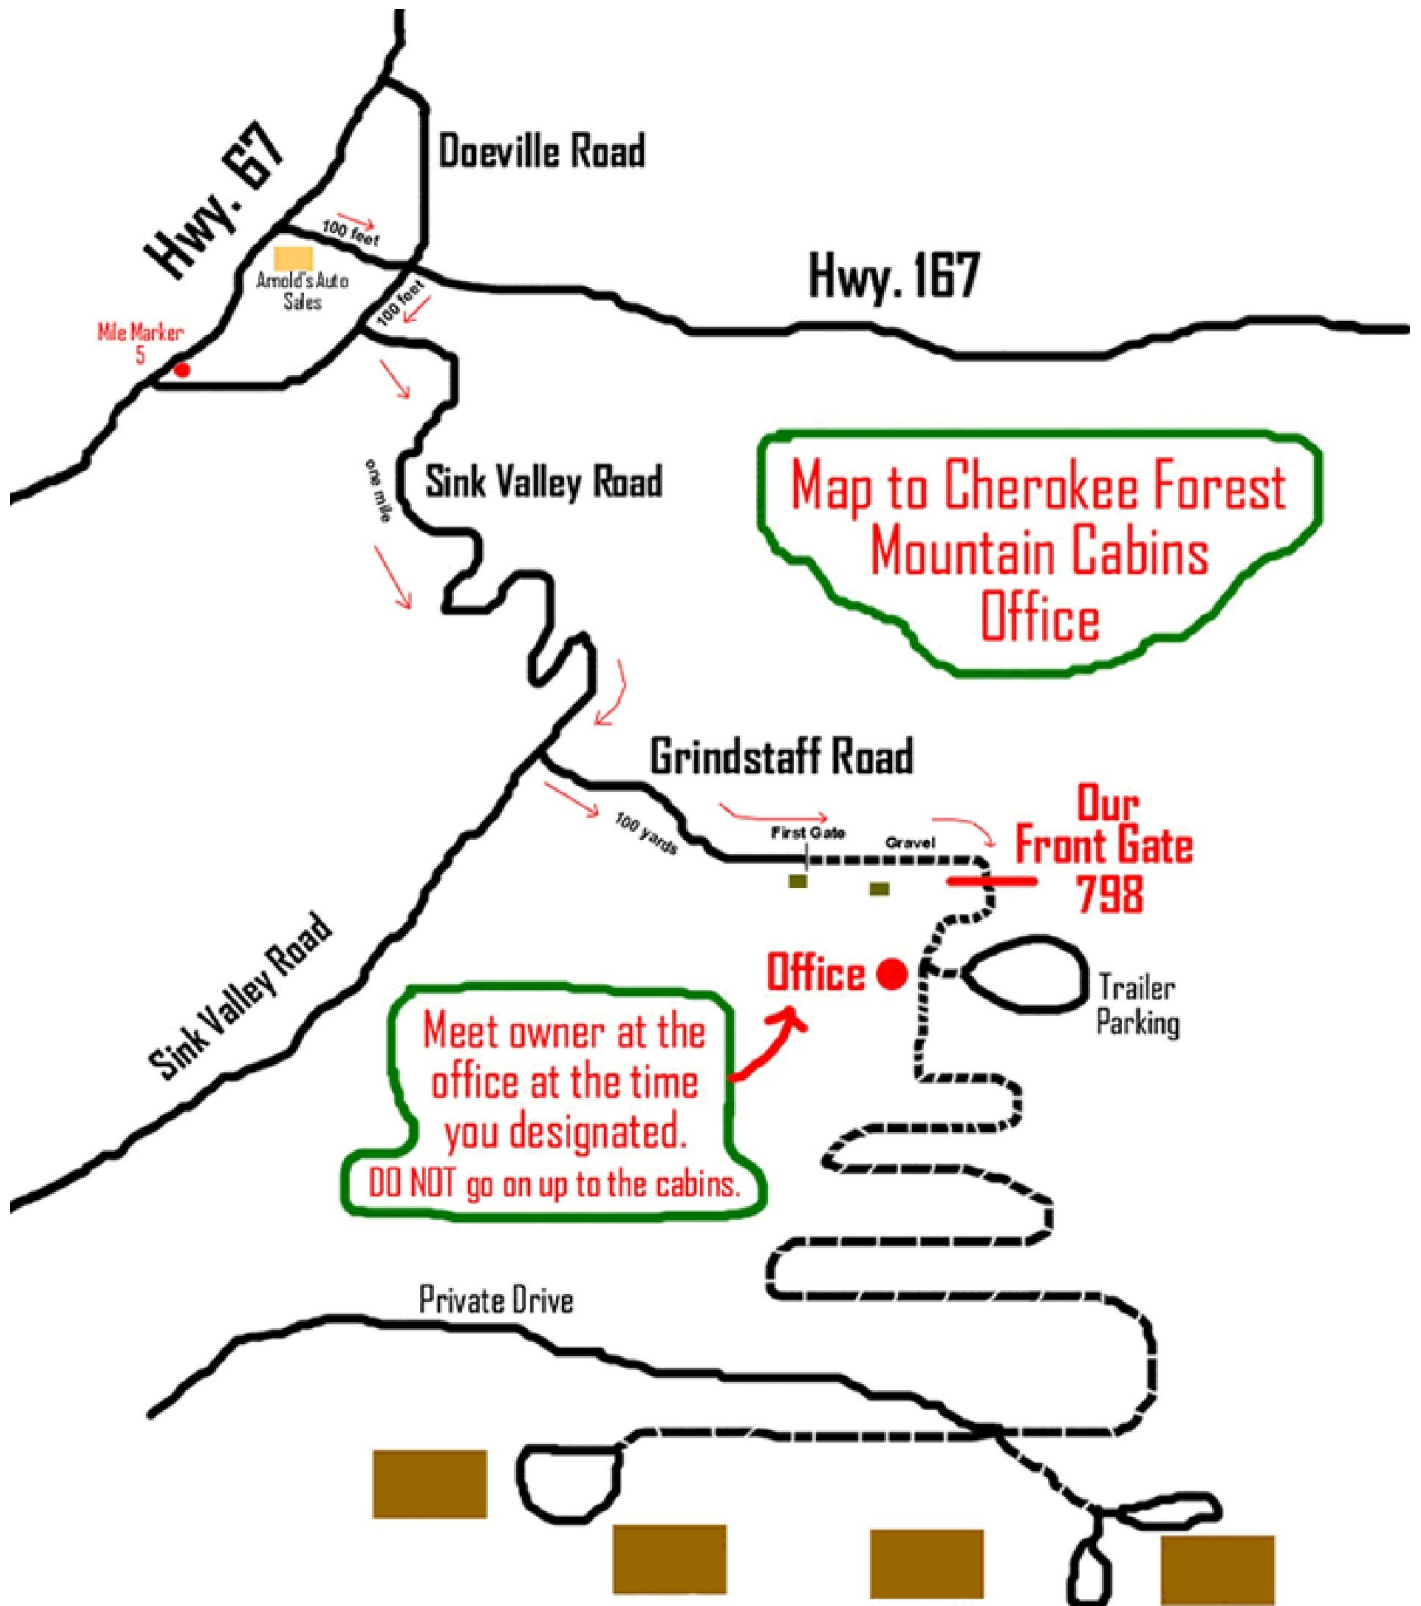 Doeville Road
Hwy. 67
100 feet
Hwy. 167
Arnold's Auto
Sales
100 feet
Mile Marker
5
one mile
Sink Valley Road
Map to Cherokee Forest
Mountain Cabins
Office
Grindstaff Road
100 yards
First Gate
Gravel
Our
Front Gate
798
Sink Valley Road
Office
Trailer
Parking
Meet owner at the
office at the time
you designated.
DO NOT go on up to the cabins.
Private Drive